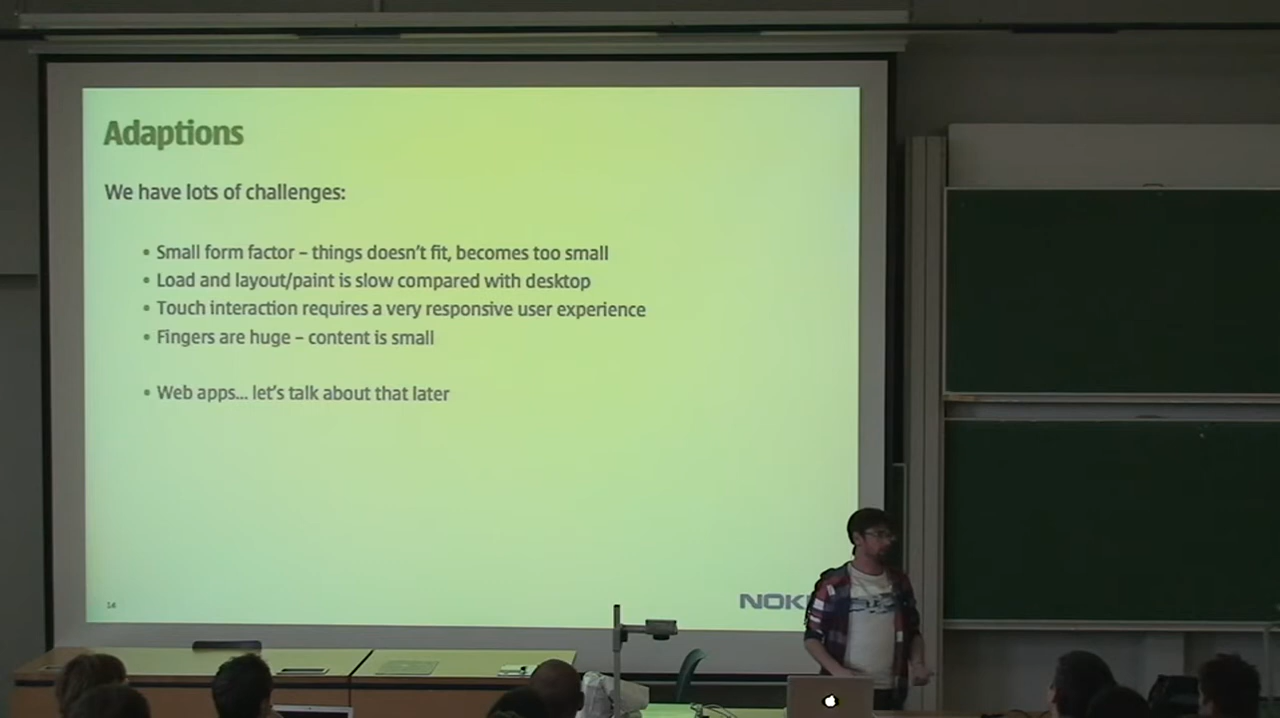 Adaptions
We have lots of challenges:
• Small form factor – things doesn't fit, becomes too small
• Load and layout/paint is slow compared with desktop
• Touch interaction requires a very responsive user experience
• Fingers are huge – content is small
• Web apps... let's talk about that later
14